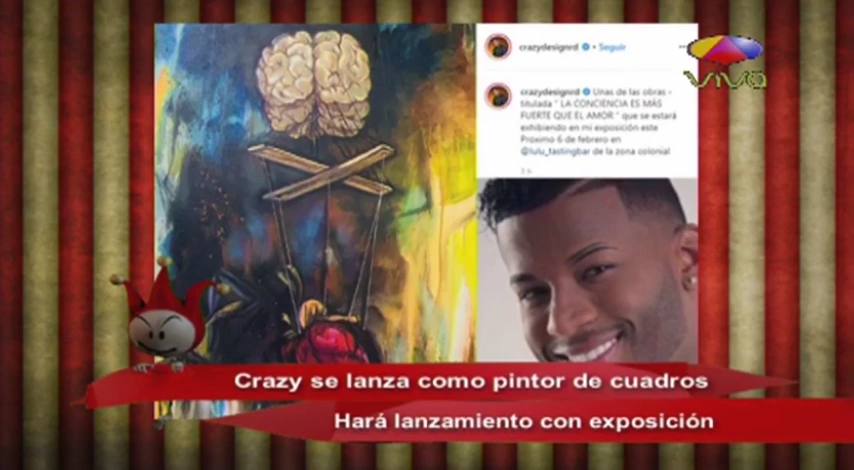 crazydesignrd • Seguir
ViVa
crazydesignrd Unas de las obras -
titulada " LA CONCIENCIA ES MÁS
FUERTE QUE EL AMOR " que se estará
exhibiendo en mi exposición este
Proximo 6 de febrero en
@lulu_tastingbar de la zona colonial
Crazy se lanza como pintor de cuadros
Hará lanzamiento con exposición